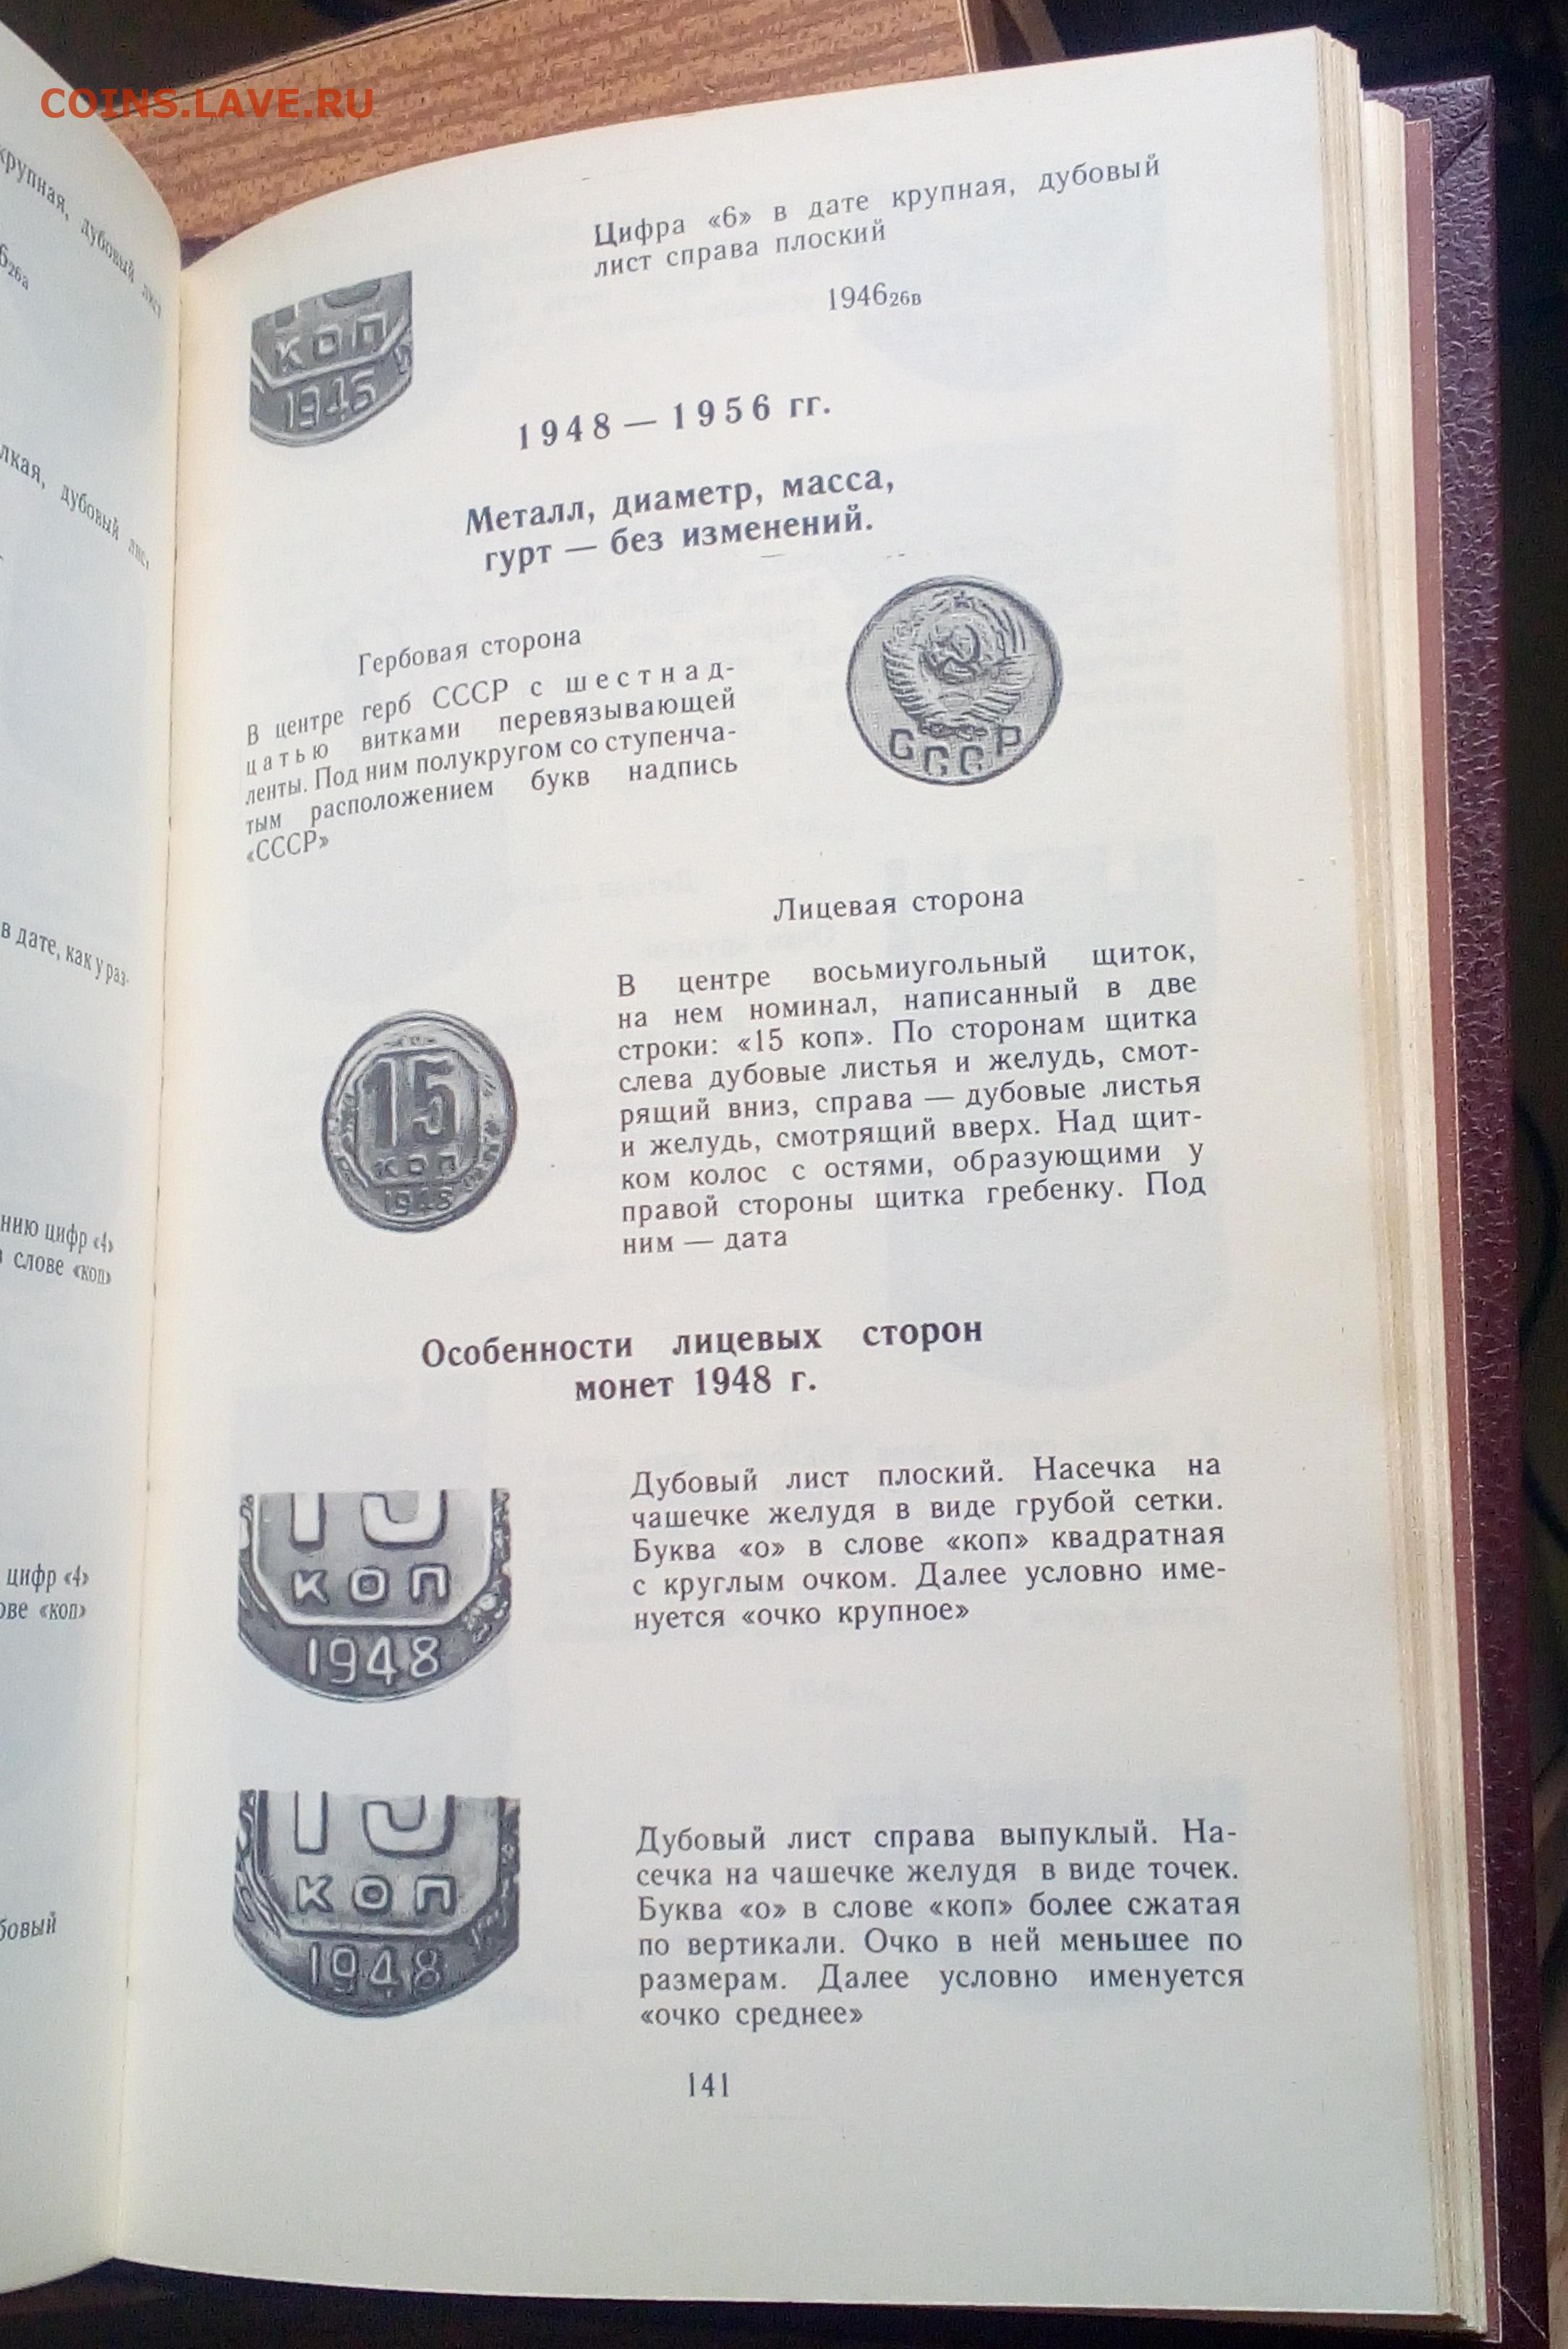 COINS.LAVE.RU
крупная, дубовый лист
6₂₆ₐ
дубовый
в дате, как у раз-
цифр «4»
слове «коп»
цифр «4»
«коп»
Цифра «6» в дате крупная, дубовый
лист справа плоский
1946₂₆в
КОП
1946
1948 — 1956 гг.
Металл, диаметр, масса,
гурт — без изменений.
Гербовая сторона
В центре герб СССР с шестнад-
цатью витками перевязывающей
ленты. Под ним полукругом со ступенча-
тым расположением букв надпись
«СССР»
СССР
Лицевая сторона
В центре восьмиугольный щиток,
на нем номинал, написанный в две
строки: «15 коп». По сторонам щитка
слева дубовые листья и желудь, смот-
рящий вниз, справа — дубовые листья
и желудь, смотрящий вверх. Над щит-
ком колос с остями, образующими у
правой стороны щитка гребенку. Под
ним — дата
15
КОП
1948
Особенности лицевых сторон
монет 1948 г.
Дубовый лист плоский. Насечка на
чашечке желудя в виде грубой сетки.
Буква «о» в слове «коп» квадратная
с круглым очком. Далее условно име-
нуется «очко крупное»
15
КОП
1948
Дубовый лист справа выпуклый. На-
сечка на чашечке желудя в виде точек.
Буква «о» в слове «коп» более сжатая
по вертикали. Очко в ней меньшее по
размерам. Далее условно именуется
«очко среднее»
15
КОП
1948
141